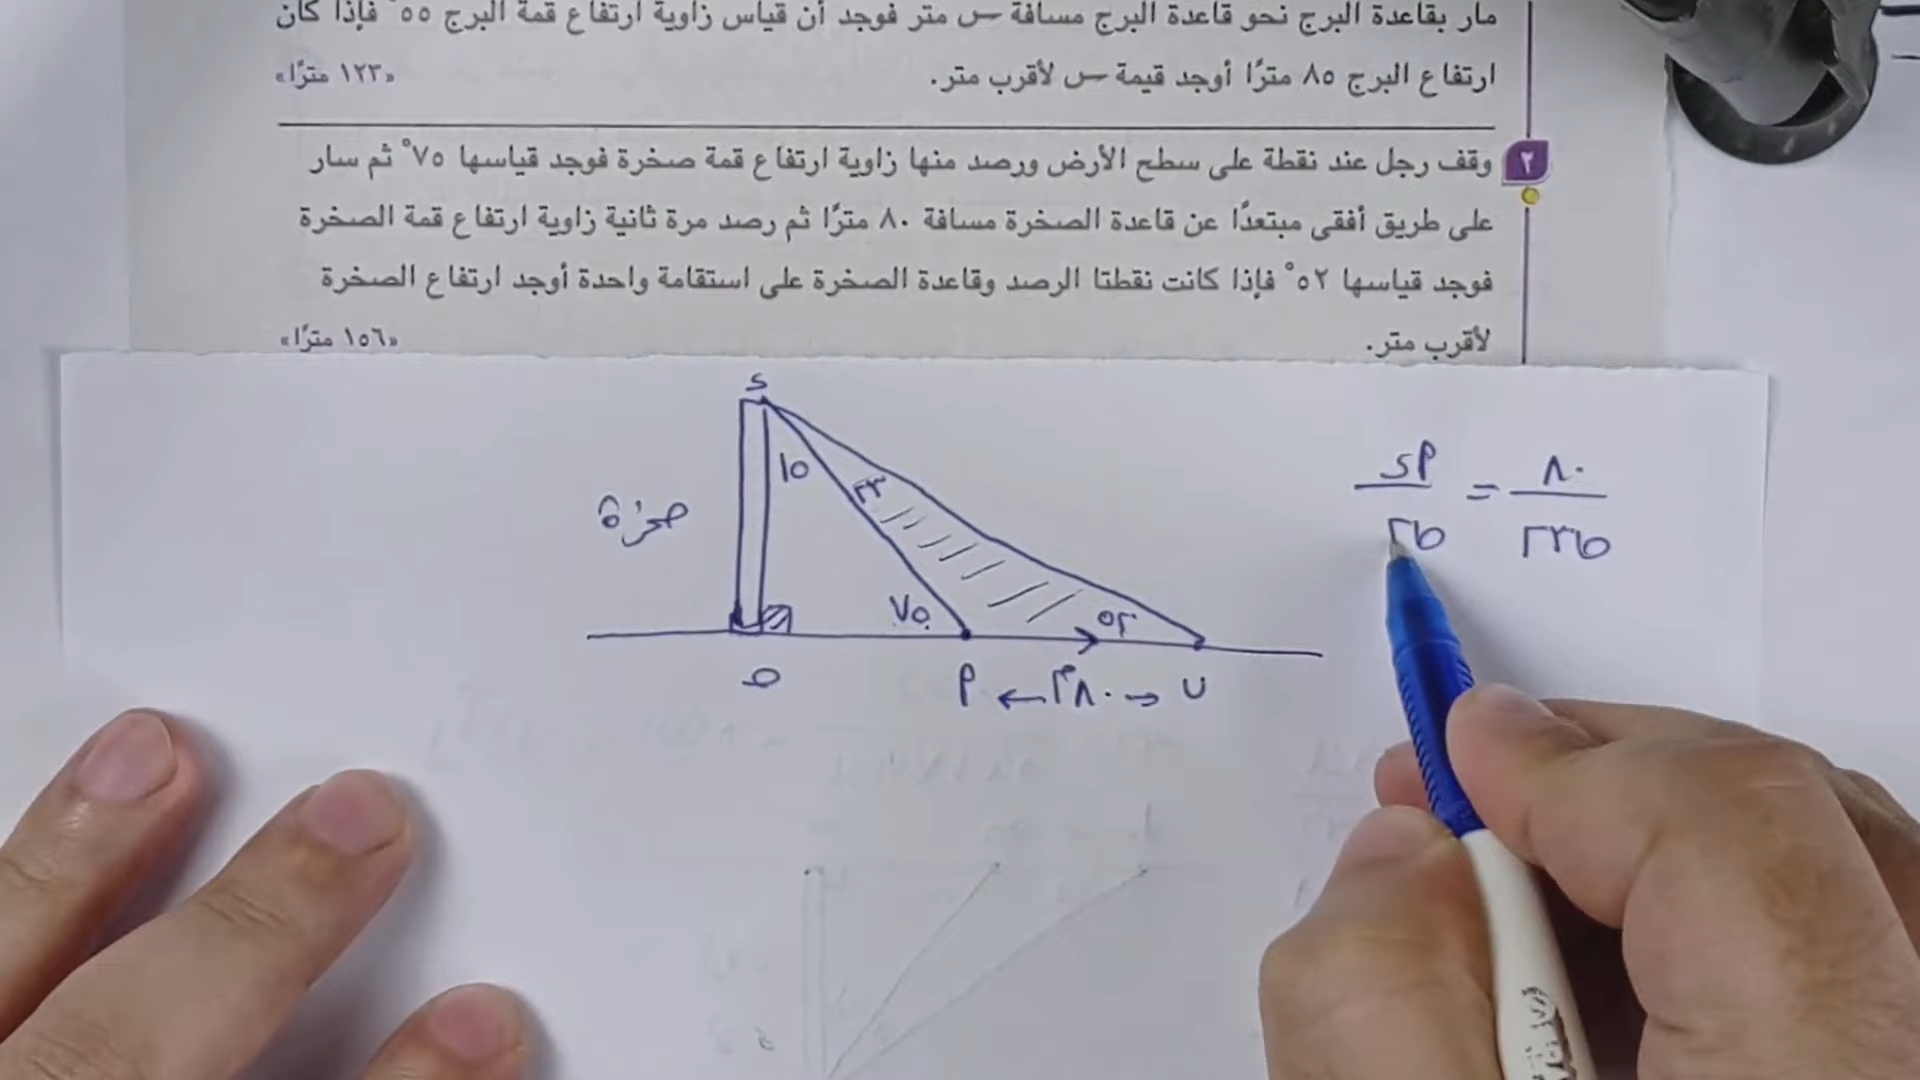 مار بقاعدة البرج نحو قاعدة البرج مسافة س متر فوجد أن قياس زاوية ارتفاع قمة البرج ٥٥° فإذا كان
ارتفاع البرج ٨٥ مترًا أوجد قيمة س لأقرب متر.
«١٢٣ مترًا»
٢
وقف رجل عند نقطة على سطح الأرض ورصد منها زاوية ارتفاع قمة صخرة فوجد قياسها ٧٥° ثم سار
على طريق أفقى مبتعدًا عن قاعدة الصخرة مسافة ٨٠ مترًا ثم رصد مرة ثانية زاوية ارتفاع قمة الصخرة
فوجد قياسها ٥٢° فإذا كانت نقطتا الرصد وقاعدة الصخرة على استقامة واحدة أوجد ارتفاع الصخرة
لأقرب متر.
«١٥٦ مترًا»
د
١٥
صخرة
٧٥
٥٢
ه
م ٨٠
٨٠ = د
حا٢٣
حا٢